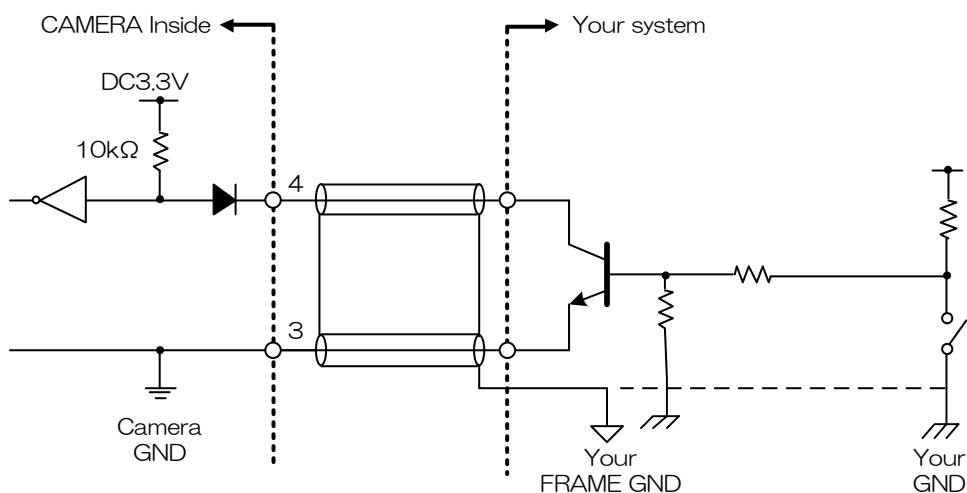 CAMERA Inside
Your system
DC3.3V
10kΩ
4
3
Camera
GND
Your
FRAME GND
Your
GND